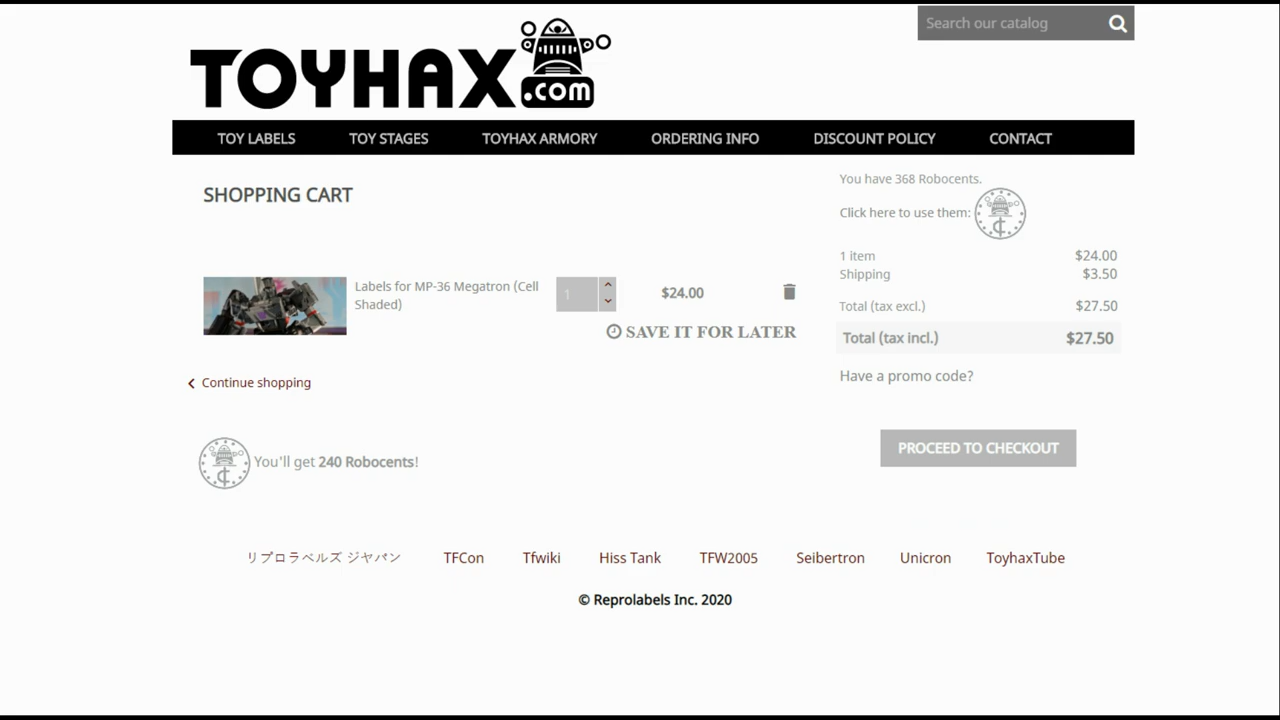 Search our catalog
TOYHAX
.com
TOY LABELS TOY STAGES TOYHAX ARMORY ORDERING INFO DISCOUNT POLICY CONTACT
SHOPPING CART
Labels for MP-36 Megatron (Cell
Shaded)
1
$24.00
SAVE IT FOR LATER
Continue shopping
You'll get 240 Robocents!
You have 368 Robocents.
Click here to use them:
1 item $24.00
Shipping $3.50
Total (tax excl.) $27.50
Total (tax incl.) $27.50
Have a promo code?
PROCEED TO CHECKOUT
リプロラベルズ ジャパン TFCon Tfwiki Hiss Tank TFW2005 Seibertron Unicron ToyhaxTube
© Reprolabels Inc. 2020